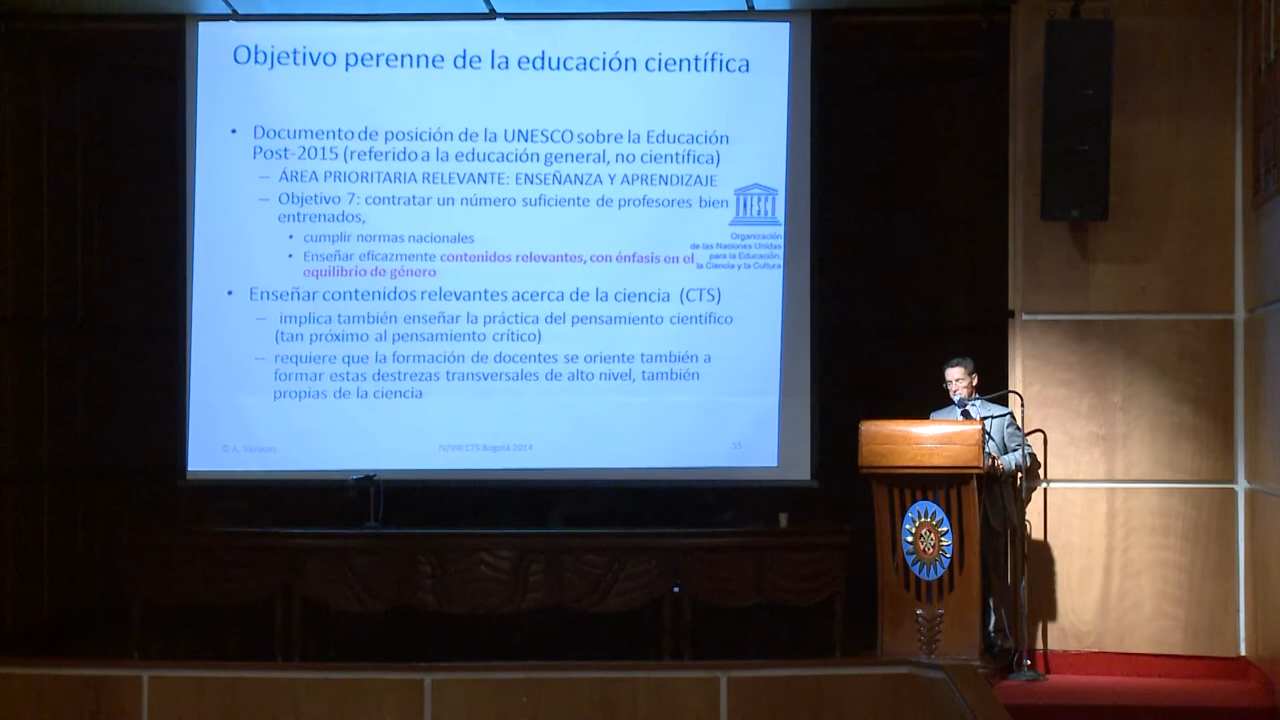 Objetivo perenne de la educación científica
• Documento de posición de la UNESCO sobre la Educación
Post-2015 (referido a la educación general, no científica)
– ÁREA PRIORITARIA RELEVANTE: ENSEÑANZA Y APRENDIZAJE
– Objetivo 7: contratar un número suficiente de profesores bien
entrenados,
• cumplir normas nacionales
• Enseñar eficazmente contenidos relevantes, con énfasis en el
equilibrio de género
UNESCO
Organización
de las Naciones Unidas
para la Educación,
la Ciencia y la Cultura
• Enseñar contenidos relevantes acerca de la ciencia (CTS)
– implica también enseñar la práctica del pensamiento científico
(tan próximo al pensamiento crítico)
– requiere que la formación de docentes se oriente también a
formar estas destrezas transversales de alto nivel, también
propias de la ciencia
© A. Vázquez
IV/VIII CTS Bogotá 2014